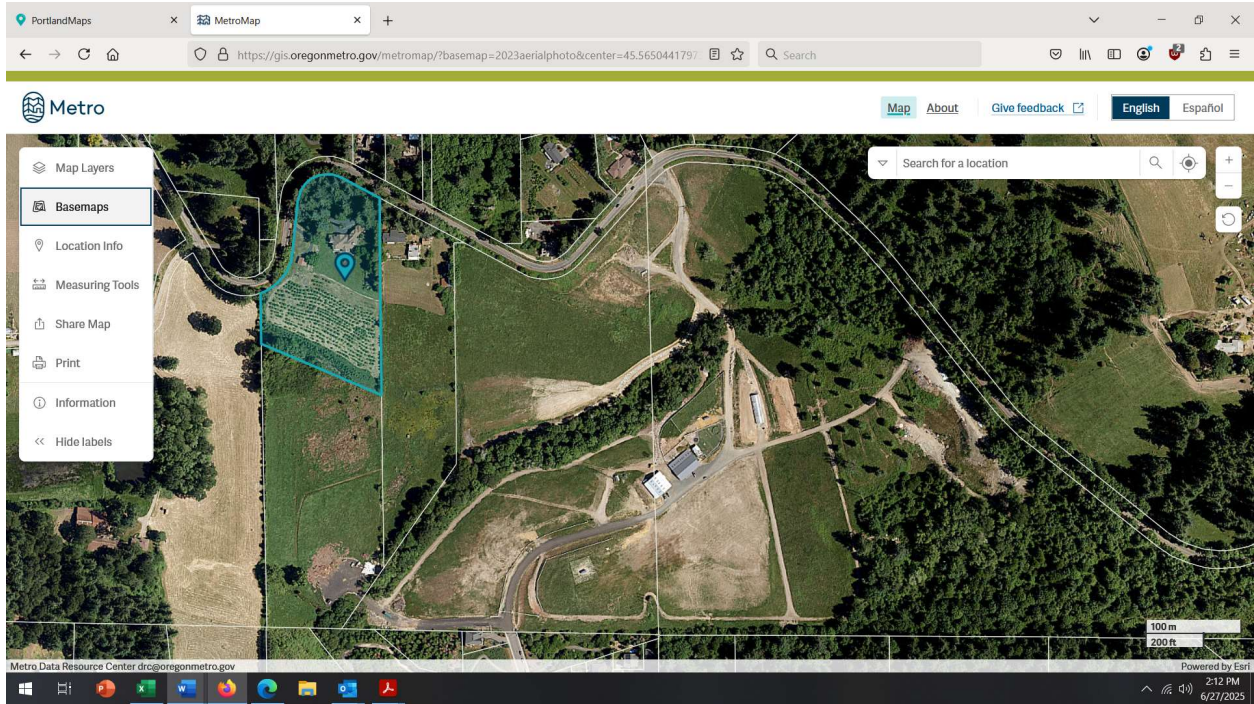 PortlandMaps
MetroMap
https://gis.oregonmetro.gov/metromap/?basemap=2023aerialphoto&center=45.5650441797
Search
Metro
Map
About
Give feedback
English
Español
Map Layers
Basemaps
Location Info
Measuring Tools
Share Map
Print
Information
Hide labels
Search for a location
100 m
200 ft
Metro Data Resource Center drc@oregonmetro.gov
Powered by Esri
2:12 PM
6/27/2025